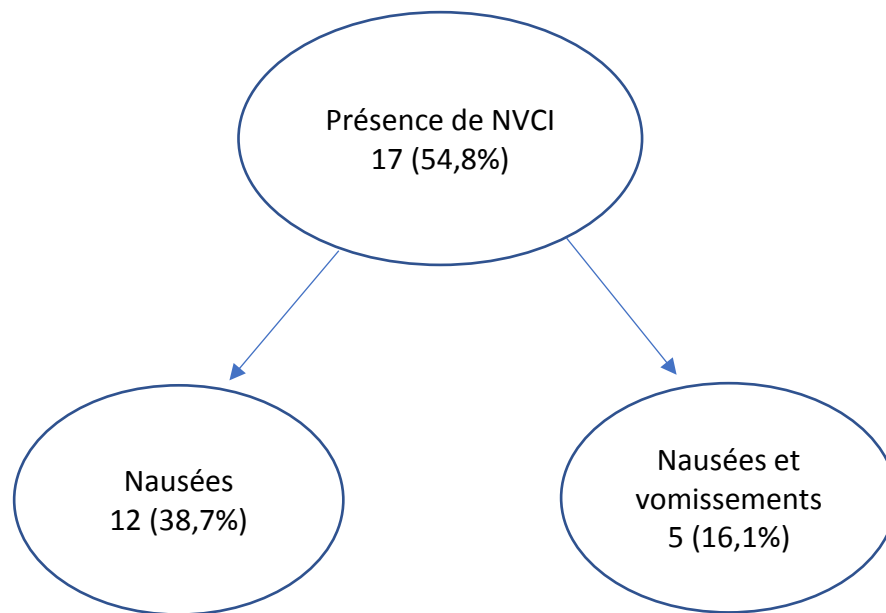 Présence de NVCI
17 (54,8%)
Nausées
12 (38,7%)
Nausées et
vomissements
5 (16,1%)